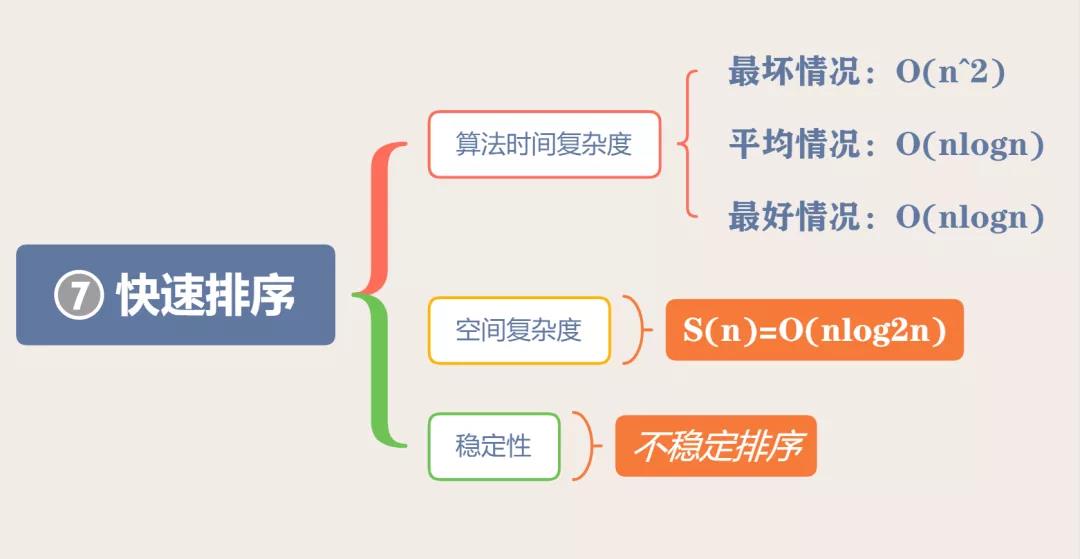 ⑦ 快速排序
算法时间复杂度
最坏情况：O(n^2)
平均情况：O(nlogn)
最好情况：O(nlogn)
空间复杂度
S(n)=O(nlog2n)
稳定性
不稳定排序